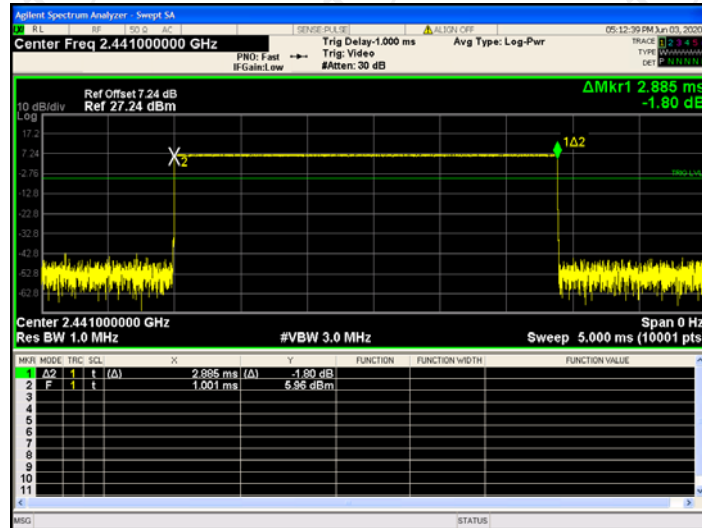 Agilent Spectrum Analyzer - Swept SA
RL RF 50 Ω AC SENSE:PULSE ALIGN OFF 05:12:39 PM Jun 03, 2020
Center Freq 2.441000000 GHz
PNO: Fast
IFGain:Low
Trig Delay-1.000 ms
Trig: Video
#Atten: 30 dB
Avg Type: Log-Pwr
TRACE 1 2 3 4 5
TYPE
DET P N N N N
ΔMkr1 2.885 ms
-1.80 dB
Ref Offset 7.24 dB
10 dB/div Ref 27.24 dBm
Log
17.2
7.24
-2.76
-12.8
-22.8
-32.8
-42.8
-52.8
-62.8
2
1Δ2
TRIG LVL
Center 2.441000000 GHz Span 0 Hz
Res BW 1.0 MHz #VBW 3.0 MHz Sweep 5.000 ms (10001 pts
MKR MODE TRC SCL X Y FUNCTION FUNCTION WIDTH FUNCTION VALUE
1 Δ2 1 t (Δ) 2.885 ms (Δ) -1.80 dB
2 F 1 t 1.001 ms 5.96 dBm
3
4
5
6
7
8
9
10
11
MSG STATUS